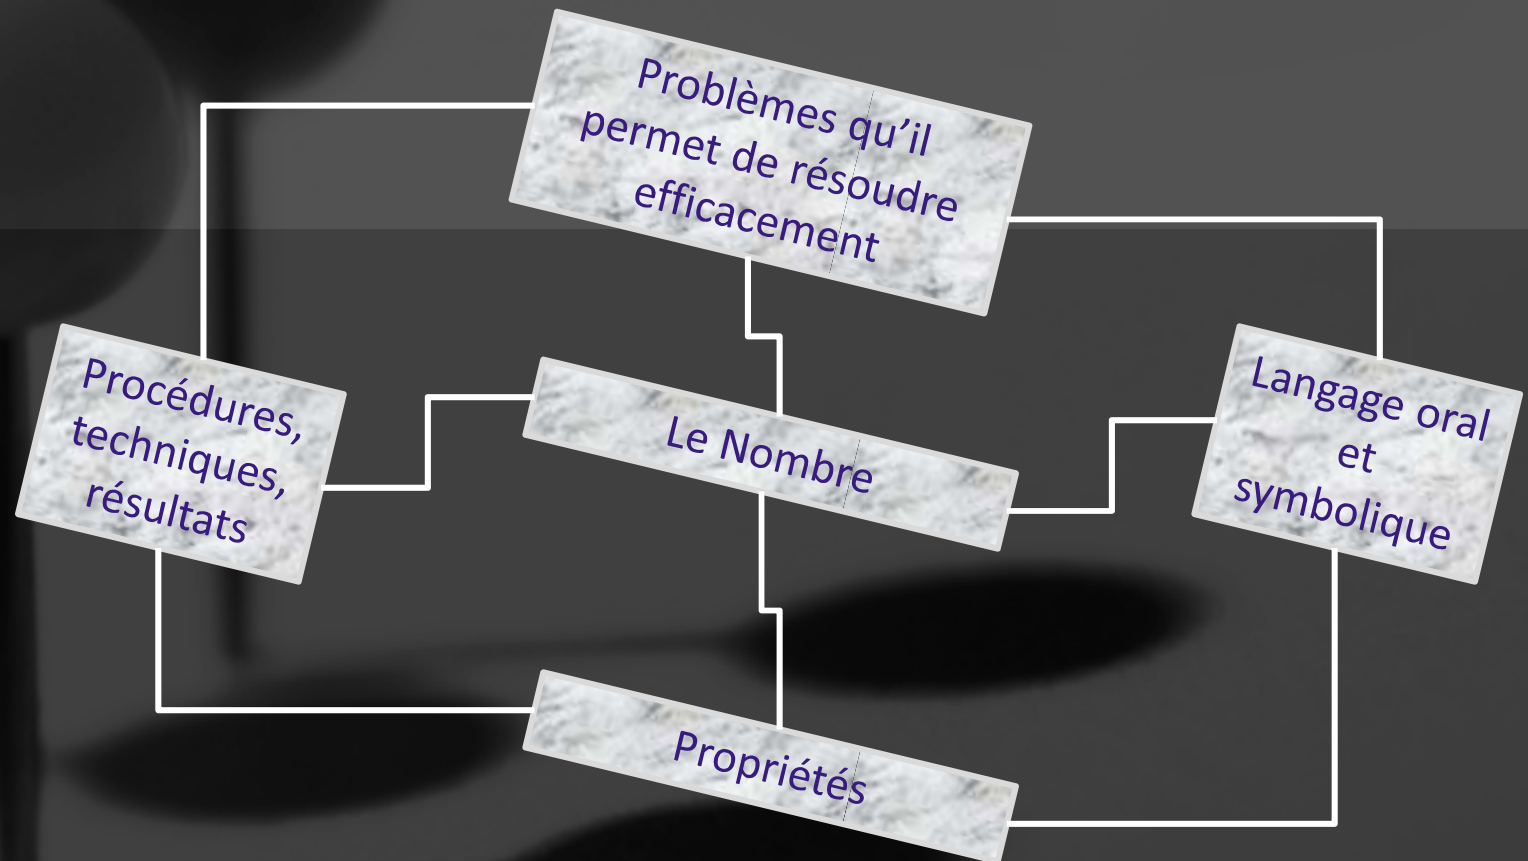 Problèmes qu’il
permet de résoudre
efficacement
Procédures,
techniques,
résultats
Le Nombre
Langage oral
et
symbolique
Propriétés